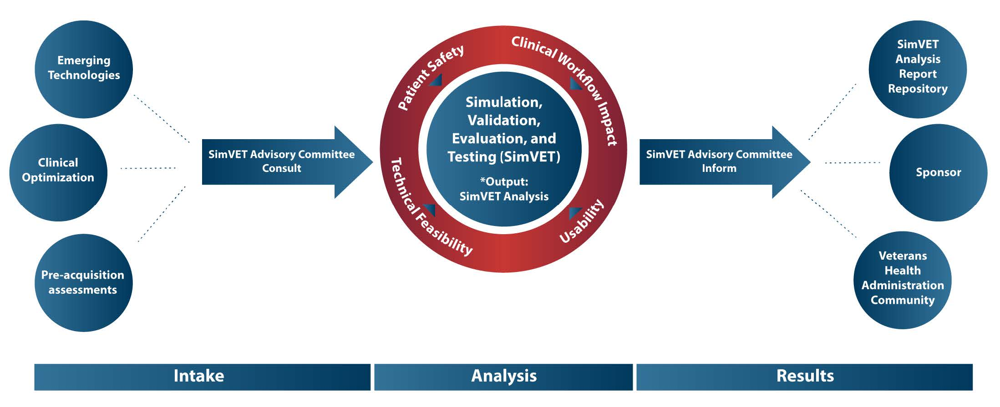 Emerging
Technologies
Clinical
Optimization
Pre-acquisition
assessments
SimVET Advisory Committee
Consult
Patient Safety
Clinical Workflow Impact
Technical Feasibility
Usability
Simulation,
Validation,
Evaluation, and
Testing (SimVET)
*Output:
SimVET Analysis
SimVET Advisory Committee
Inform
SimVET
Analysis
Report
Repository
Sponsor
Veterans
Health
Administration
Community
Intake
Analysis
Results